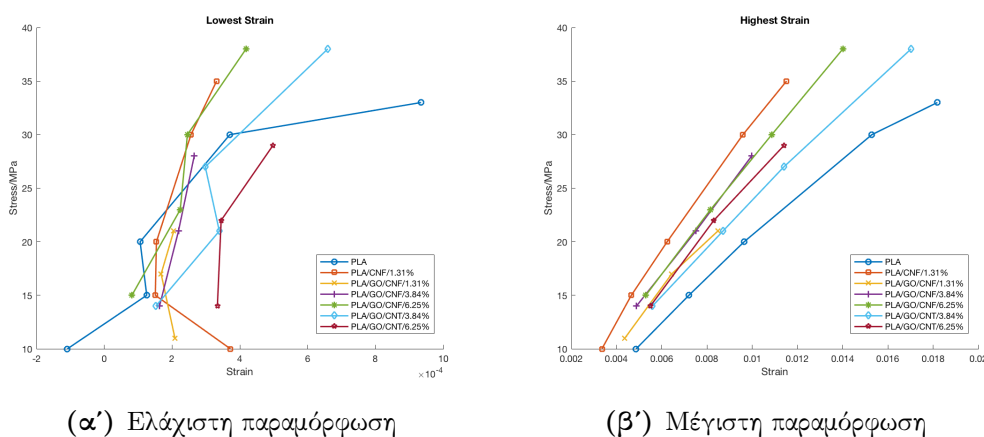 Lowest Strain
40
35
30
25
20
15
10
Stress/MPa
-2 0 2 4 6 8 10
×10⁻⁴
Strain
PLA
PLA/CNF/1.31%
PLA/GO/CNF/1.31%
PLA/GO/CNF/3.84%
PLA/GO/CNF/6.25%
PLA/GO/CNT/3.84%
PLA/GO/CNT/6.25%
(αʹ) Ελάχιστη παραμόρφωση
Highest Strain
40
35
30
25
20
15
10
Stress/MPa
0.002 0.004 0.006 0.008 0.01 0.012 0.014 0.016 0.018 0.02
Strain
PLA
PLA/CNF/1.31%
PLA/GO/CNF/1.31%
PLA/GO/CNF/3.84%
PLA/GO/CNF/6.25%
PLA/GO/CNT/3.84%
PLA/GO/CNT/6.25%
(βʹ) Μέγιστη παραμόρφωση